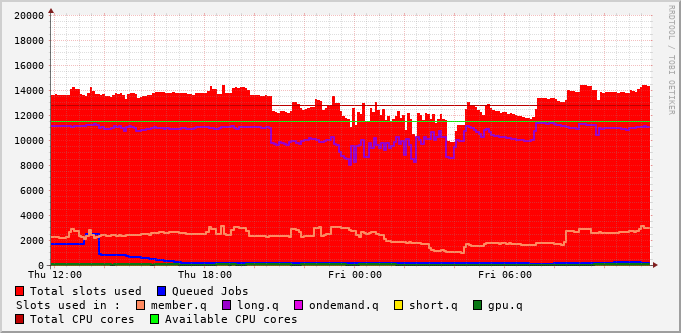 20000
18000
16000
14000
12000
10000
8000
6000
4000
2000
0
Thu 12:00 Thu 18:00 Fri 00:00 Fri 06:00
Total slots used Queued Jobs
Slots used in : member.q long.q ondemand.q short.q gpu.q
Total CPU cores Available CPU cores
RRDTOOL / TOBI OETIKER